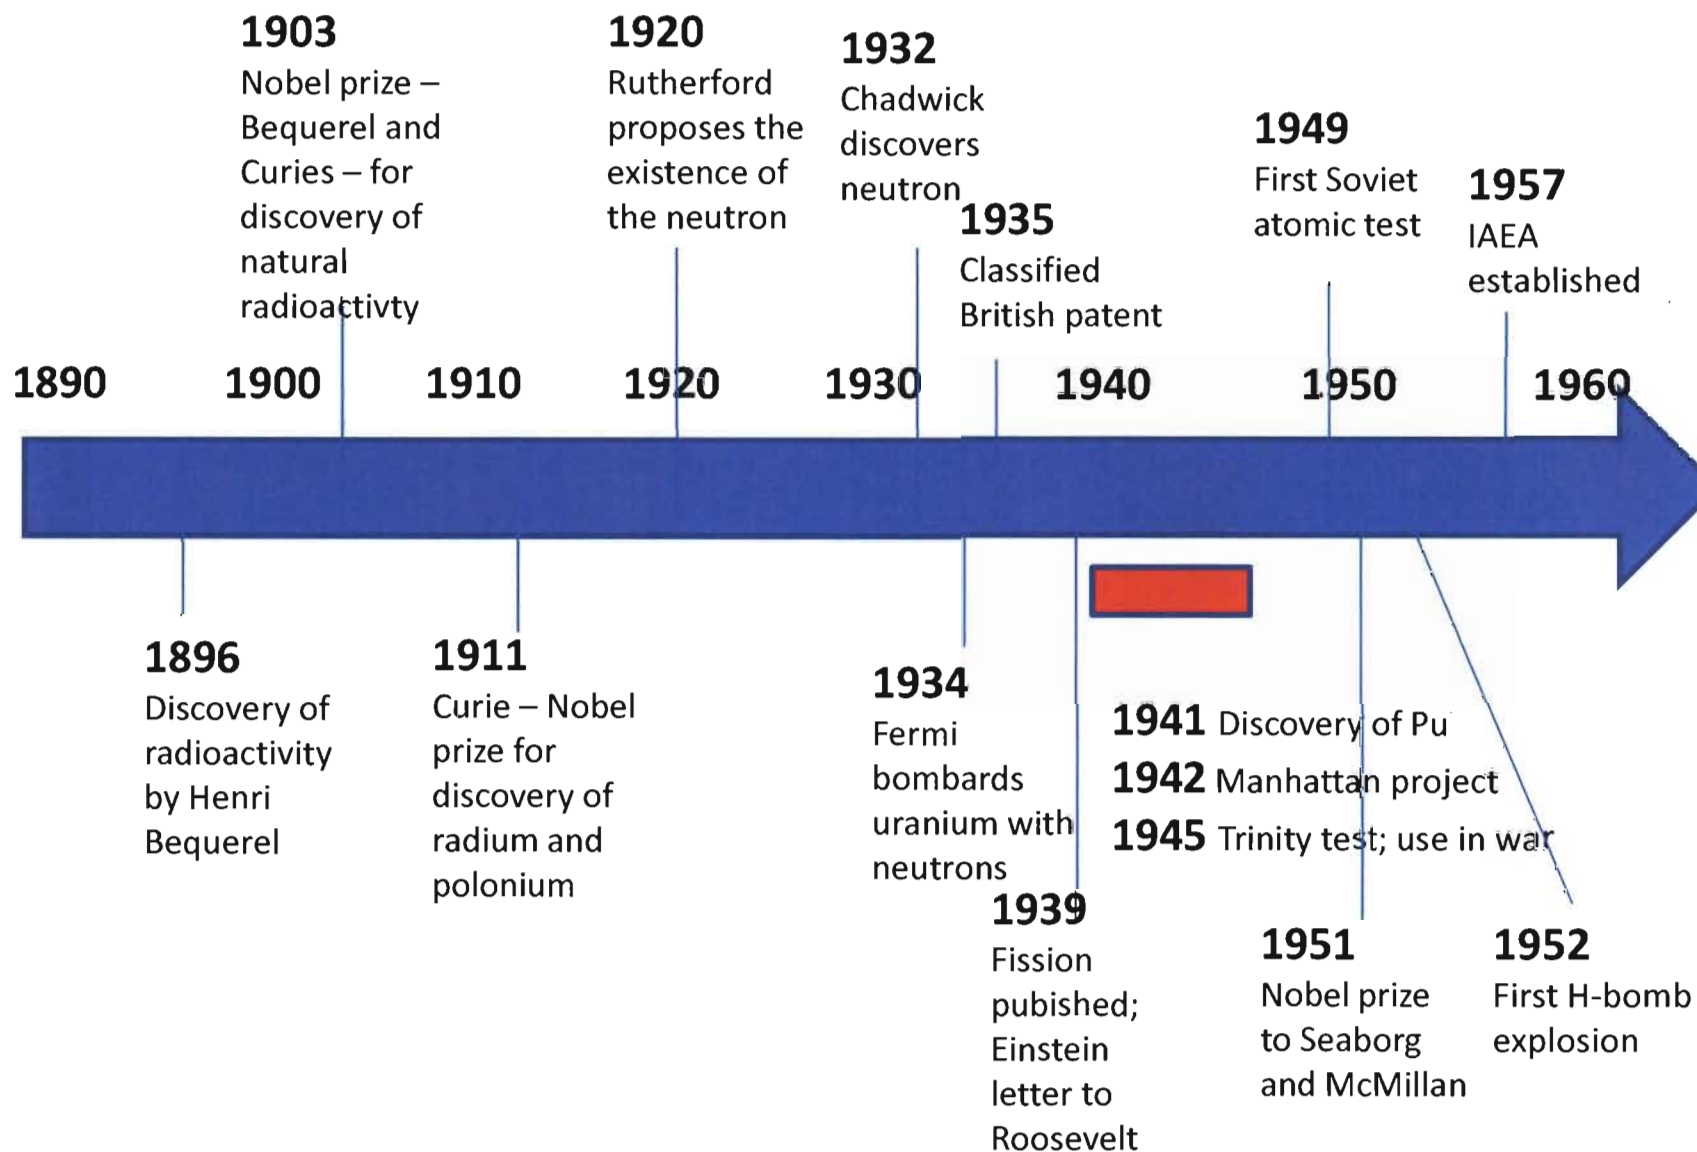 1903
Nobel prize –
Bequerel and
Curies – for
discovery of
natural
radioactivty
1920
Rutherford
proposes the
existence of
the neutron
1932
Chadwick
discovers
neutron
1935
Classified
British patent
1949
First Soviet
atomic test
1957
IAEA
established
1890 1900 1910 1920 1930 1940 1950 1960
1896
Discovery of
radioactivity
by Henri
Bequerel
1911
Curie – Nobel
prize for
discovery of
radium and
polonium
1934
Fermi
bombards
uranium with
neutrons
1939
Fission
pubished;
Einstein
letter to
Roosevelt
1941 Discovery of Pu
1942 Manhattan project
1945 Trinity test; use in war
1951
Nobel prize
to Seaborg
and McMillan
1952
First H-bomb
explosion